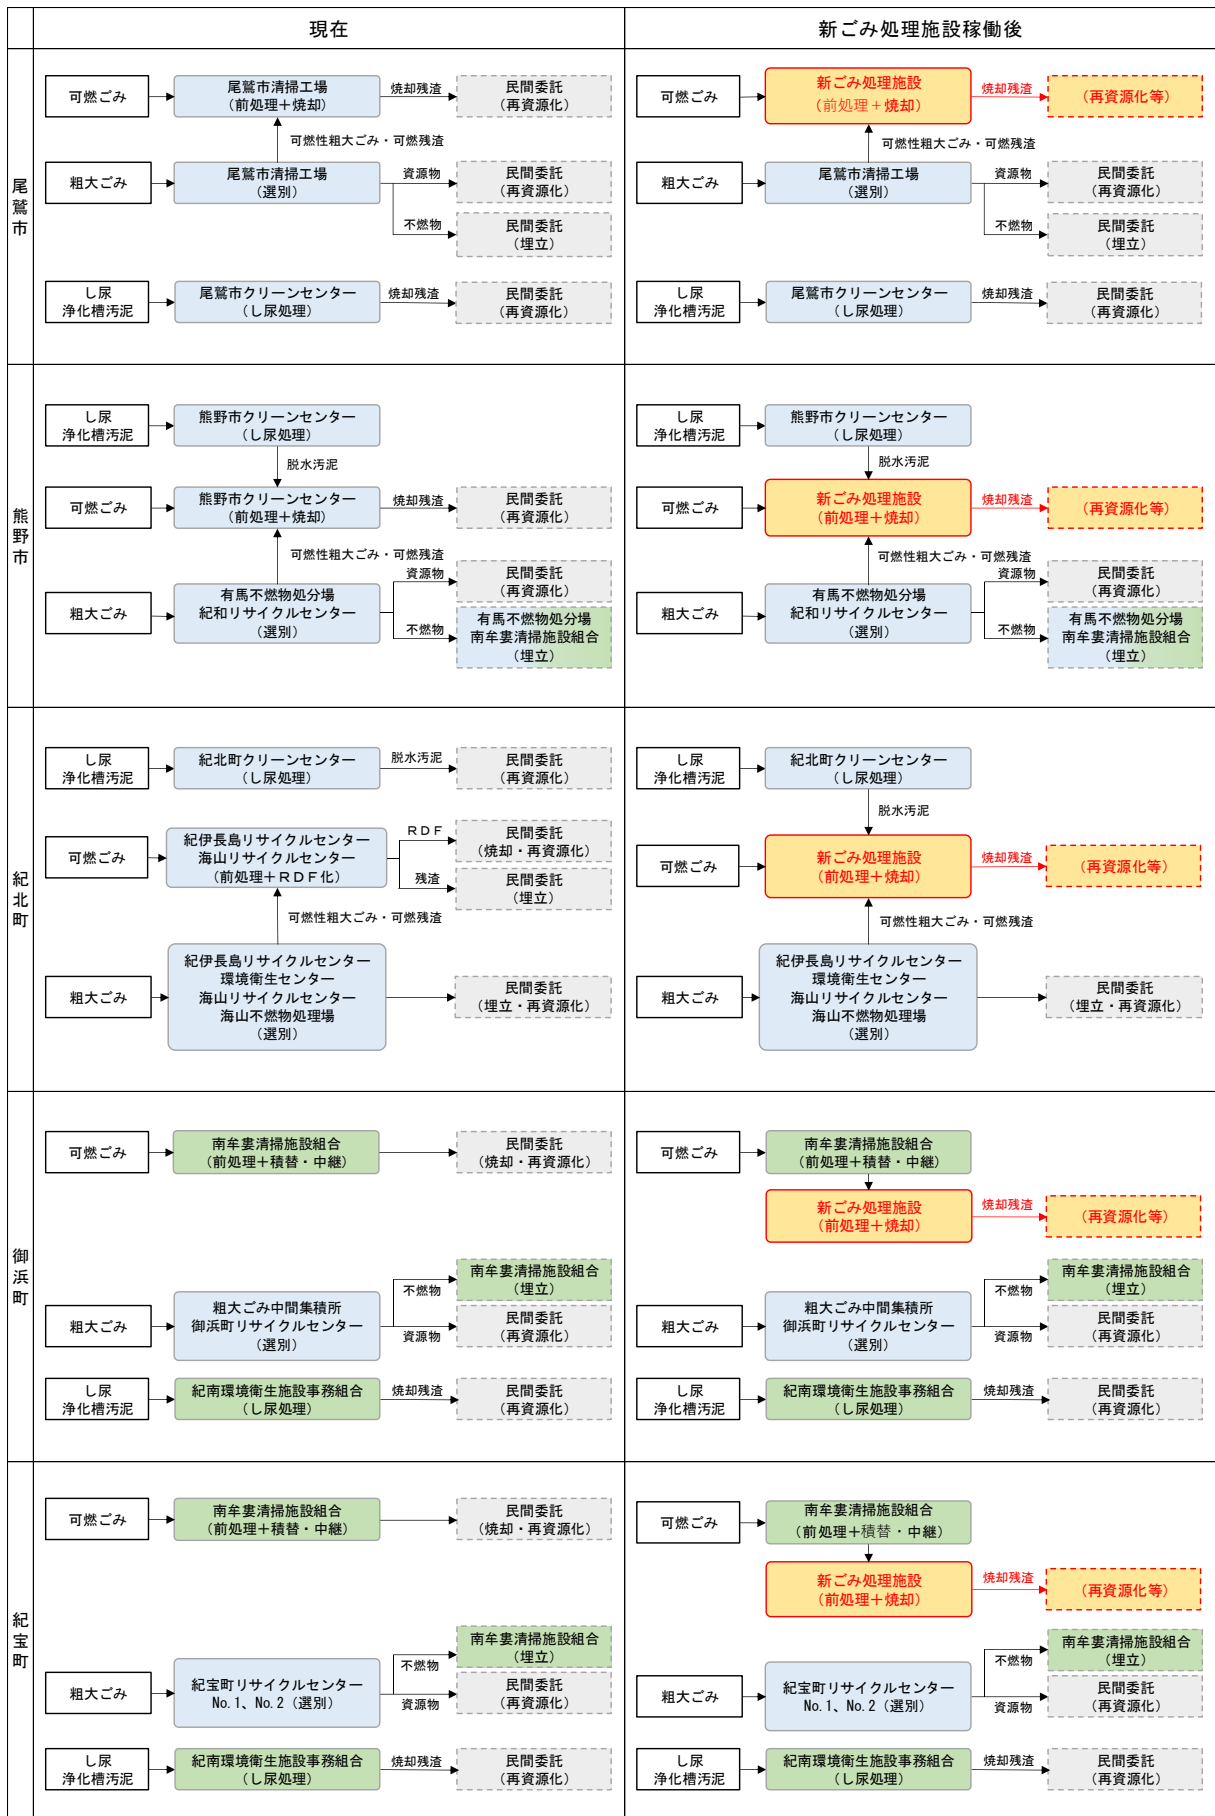 現在
新ごみ処理施設稼働後
尾鷲市
可燃ごみ
尾鷲市清掃工場
(前処理+焼却)
焼却残渣
民間委託
(再資源化)
可燃性粗大ごみ・可燃残渣
粗大ごみ
尾鷲市清掃工場
(選別)
資源物
民間委託
(再資源化)
不燃物
民間委託
(埋立)
し尿
浄化槽汚泥
尾鷲市クリーンセンター
(し尿処理)
焼却残渣
民間委託
(再資源化)
可燃ごみ
新ごみ処理施設
(前処理+焼却)
焼却残渣
(再資源化等)
可燃性粗大ごみ・可燃残渣
粗大ごみ
尾鷲市清掃工場
(選別)
資源物
民間委託
(再資源化)
不燃物
民間委託
(埋立)
し尿
浄化槽汚泥
尾鷲市クリーンセンター
(し尿処理)
焼却残渣
民間委託
(再資源化)
熊野市
し尿
浄化槽汚泥
熊野市クリーンセンター
(し尿処理)
脱水汚泥
可燃ごみ
熊野市クリーンセンター
(前処理+焼却)
焼却残渣
民間委託
(再資源化)
可燃性粗大ごみ・可燃残渣
粗大ごみ
有馬不燃物処分場
紀和リサイクルセンター
(選別)
資源物
民間委託
(再資源化)
不燃物
有馬不燃物処分場
南牟婁清掃施設組合
(埋立)
し尿
浄化槽汚泥
熊野市クリーンセンター
(し尿処理)
脱水汚泥
可燃ごみ
新ごみ処理施設
(前処理+焼却)
焼却残渣
(再資源化等)
可燃性粗大ごみ・可燃残渣
粗大ごみ
有馬不燃物処分場
紀和リサイクルセンター
(選別)
資源物
民間委託
(再資源化)
不燃物
有馬不燃物処分場
南牟婁清掃施設組合
(埋立)
紀北町
し尿
浄化槽汚泥
紀北町クリーンセンター
(し尿処理)
脱水汚泥
民間委託
(再資源化)
可燃ごみ
紀伊長島リサイクルセンター
海山リサイクルセンター
(前処理+RDF化)
RDF
民間委託
(焼却・再資源化)
残渣
民間委託
(埋立)
可燃性粗大ごみ・可燃残渣
粗大ごみ
紀伊長島リサイクルセンター
環境衛生センター
海山リサイクルセンター
海山不燃物処理場
(選別)
民間委託
(埋立・再資源化)
し尿
浄化槽汚泥
紀北町クリーンセンター
(し尿処理)
脱水汚泥
可燃ごみ
新ごみ処理施設
(前処理+焼却)
焼却残渣
(再資源化等)
可燃性粗大ごみ・可燃残渣
粗大ごみ
紀伊長島リサイクルセンター
環境衛生センター
海山リサイクルセンター
海山不燃物処理場
(選別)
民間委託
(埋立・再資源化)
御浜町
可燃ごみ
南牟婁清掃施設組合
(前処理+積替・中継)
民間委託
(焼却・再資源化)
粗大ごみ
粗大ごみ中間集積所
御浜町リサイクルセンター
(選別)
不燃物
南牟婁清掃施設組合
(埋立)
資源物
民間委託
(再資源化)
し尿
浄化槽汚泥
紀南環境衛生施設事務組合
(し尿処理)
焼却残渣
民間委託
(再資源化)
可燃ごみ
南牟婁清掃施設組合
(前処理+積替・中継)
新ごみ処理施設
(前処理+焼却)
焼却残渣
(再資源化等)
粗大ごみ
粗大ごみ中間集積所
御浜町リサイクルセンター
(選別)
不燃物
南牟婁清掃施設組合
(埋立)
資源物
民間委託
(再資源化)
し尿
浄化槽汚泥
紀南環境衛生施設事務組合
(し尿処理)
焼却残渣
民間委託
(再資源化)
紀宝町
可燃ごみ
南牟婁清掃施設組合
(前処理+積替・中継)
民間委託
(焼却・再資源化)
粗大ごみ
紀宝町リサイクルセンター
No.1、No.2(選別)
不燃物
南牟婁清掃施設組合
(埋立)
資源物
民間委託
(再資源化)
し尿
浄化槽汚泥
紀南環境衛生施設事務組合
(し尿処理)
焼却残渣
民間委託
(再資源化)
可燃ごみ
南牟婁清掃施設組合
(前処理+積替・中継)
新ごみ処理施設
(前処理+焼却)
焼却残渣
(再資源化等)
粗大ごみ
紀宝町リサイクルセンター
No.1、No.2(選別)
不燃物
南牟婁清掃施設組合
(埋立)
資源物
民間委託
(再資源化)
し尿
浄化槽汚泥
紀南環境衛生施設事務組合
(し尿処理)
焼却残渣
民間委託
(再資源化)